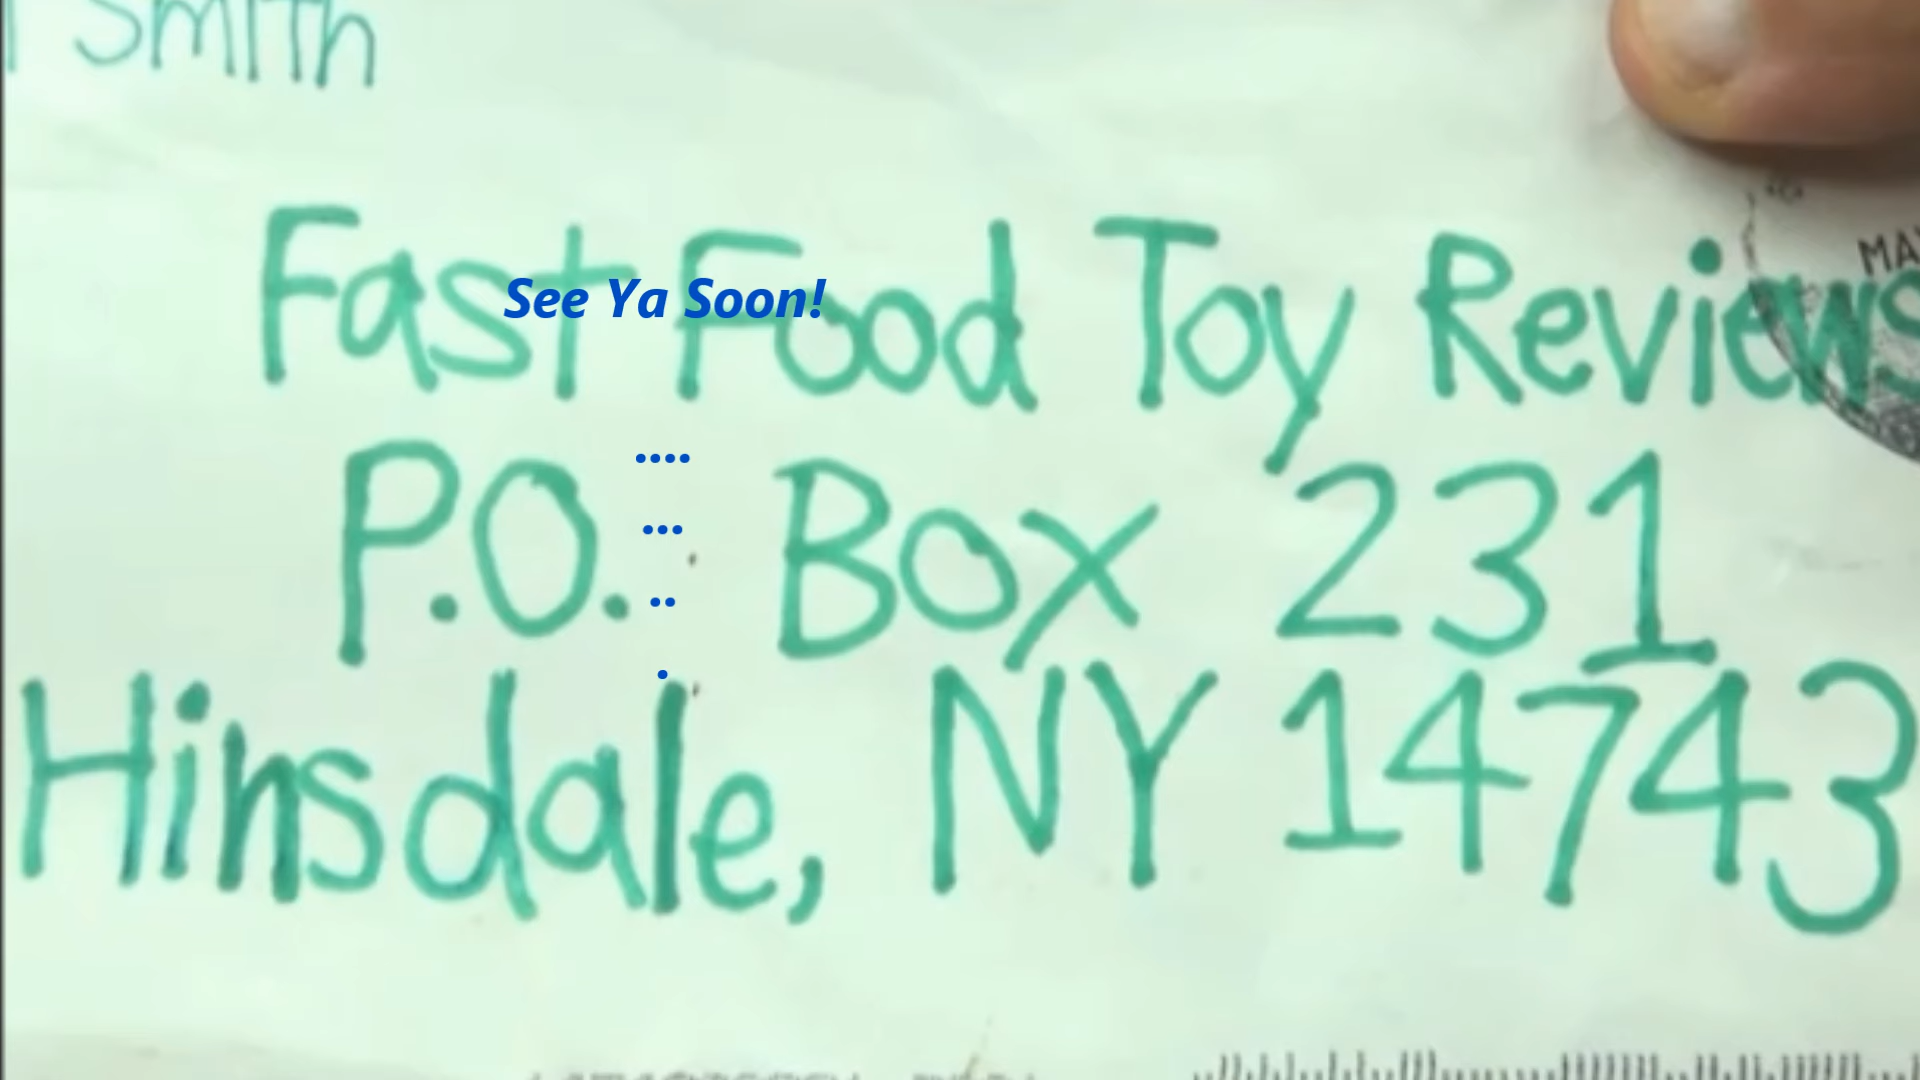 Smith
Fast Food Toy Reviews
See Ya Soon!
....
P.O. Box 231
...
..
.
Hinsdale, NY 14743